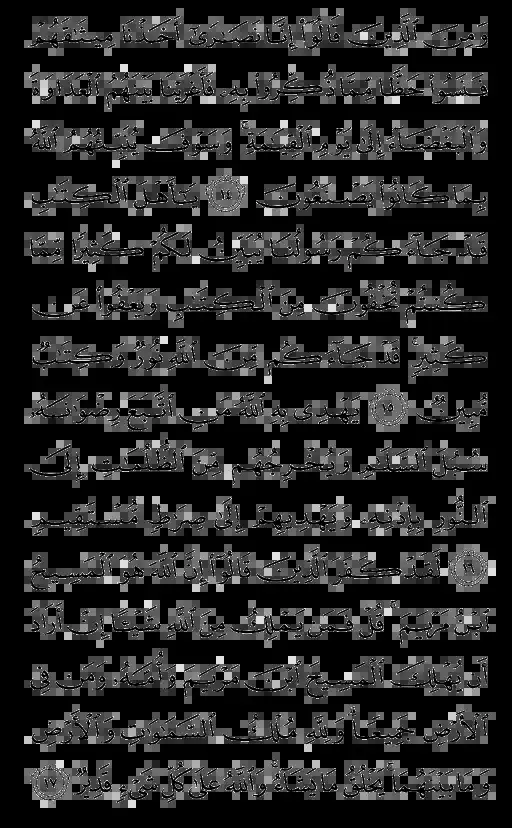 وَمِنَ ٱلَّذِينَ قَالُوٓا۟ إِنَّا نَصَـٰرَىٰٓ أَخَذْنَا مِيثَـٰقَهُمْ
فَنَسُوا۟ حَظًّا مِّمَّا ذُكِّرُوا۟ بِهِۦ فَأَغْرَيْنَا بَيْنَهُمُ ٱلْعَدَاوَةَ
وَٱلْبَغْضَآءَ إِلَىٰ يَوْمِ ٱلْقِيَـٰمَةِ ۚ وَسَوْفَ يُنَبِّئُهُمُ ٱللَّهُ
بِمَا كَانُوا۟ يَصْنَعُونَ ١٤ يَـٰٓأَهْلَ ٱلْكِتَـٰبِ
قَدْ جَآءَكُمْ رَسُولُنَا يُبَيِّنُ لَكُمْ كَثِيرًا مِّمَّا
كُنتُمْ تُخْفُونَ مِنَ ٱلْكِتَـٰبِ وَيَعْفُوا۟ عَن
كَثِيرٍ ۚ قَدْ جَآءَكُم مِّنَ ٱللَّهِ نُورٌ وَكِتَـٰبٌ
مُّبِينٌ ١٥ يَهْدِى بِهِ ٱللَّهُ مَنِ ٱتَّبَعَ رِضْوَٰنَهُۥ
سُبُلَ ٱلسَّلَـٰمِ وَيُخْرِجُهُم مِّنَ ٱلظُّلُمَـٰتِ إِلَى
ٱلنُّورِ بِإِذْنِهِۦ وَيَهْدِيهِمْ إِلَىٰ صِرَٰطٍ مُّسْتَقِيمٍ
١٦ لَّقَدْ كَفَرَ ٱلَّذِينَ قَالُوٓا۟ إِنَّ ٱللَّهَ هُوَ ٱلْمَسِيحُ
ٱبْنُ مَرْيَمَ ۚ قُلْ فَمَن يَمْلِكُ مِنَ ٱللَّهِ شَيْـًٔا إِنْ أَرَادَ
أَن يُهْلِكَ ٱلْمَسِيحَ ٱبْنَ مَرْيَمَ وَأُمَّهُۥ وَمَن فِى
ٱلْأَرْضِ جَمِيعًا ۗ وَلِلَّهِ مُلْكُ ٱلسَّمَـٰوَٰتِ وَٱلْأَرْضِ
وَمَا بَيْنَهُمَا ۚ يَخْلُقُ مَا يَشَآءُ ۚ وَٱللَّهُ عَلَىٰ كُلِّ شَىْءٍ قَدِيرٌ ١٧